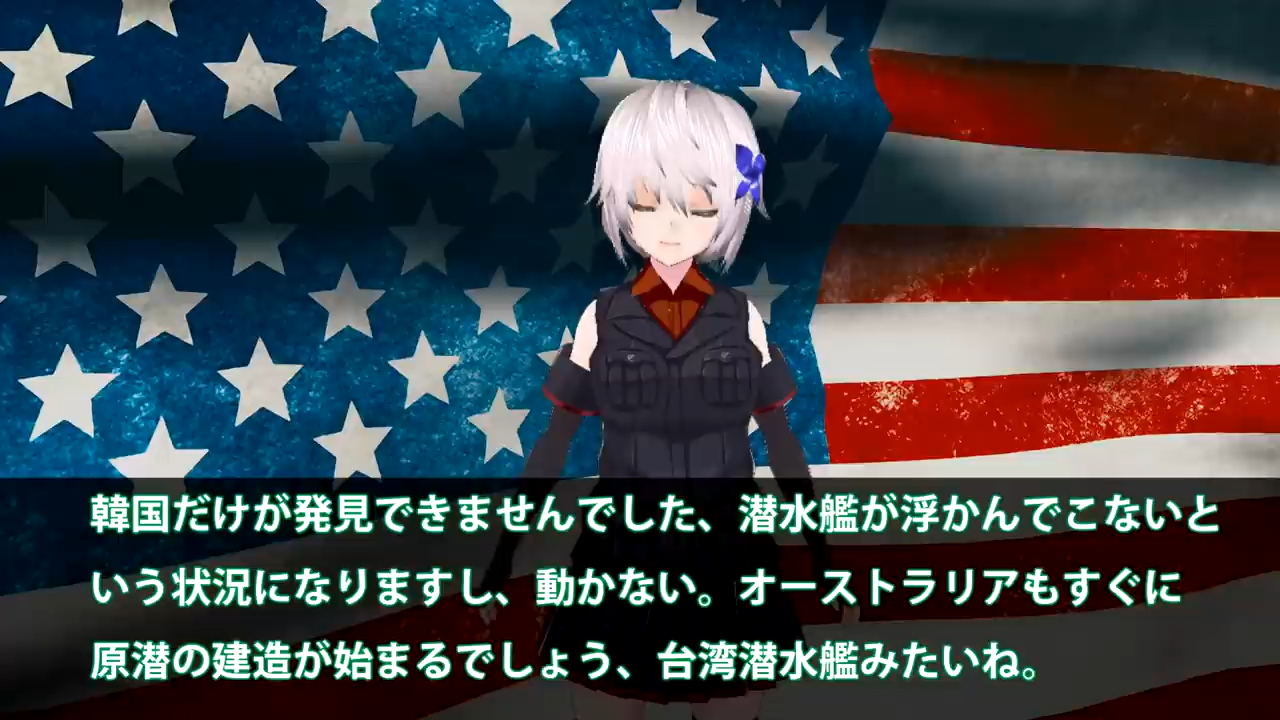 韓国だけが発見できませんでした、潜水艦が浮かんでこないと
いう状況になりますし、動かない。オーストラリアもすぐに
原潜の建造が始まるでしょう、台湾潜水艦みたいね。